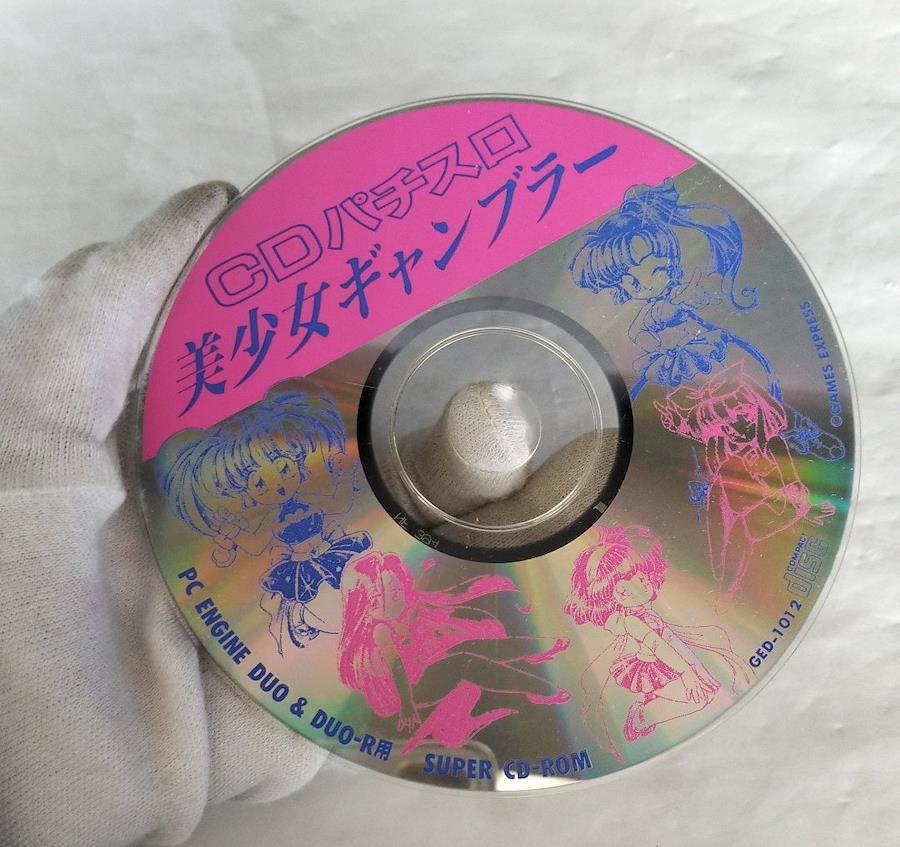 CDパチスロ
美少女ギャンブラー
©GAMES EXPRESS
COMPACT
disc
GED-1012
PC ENGINE DUO & DUO-R用 SUPER CD-ROM